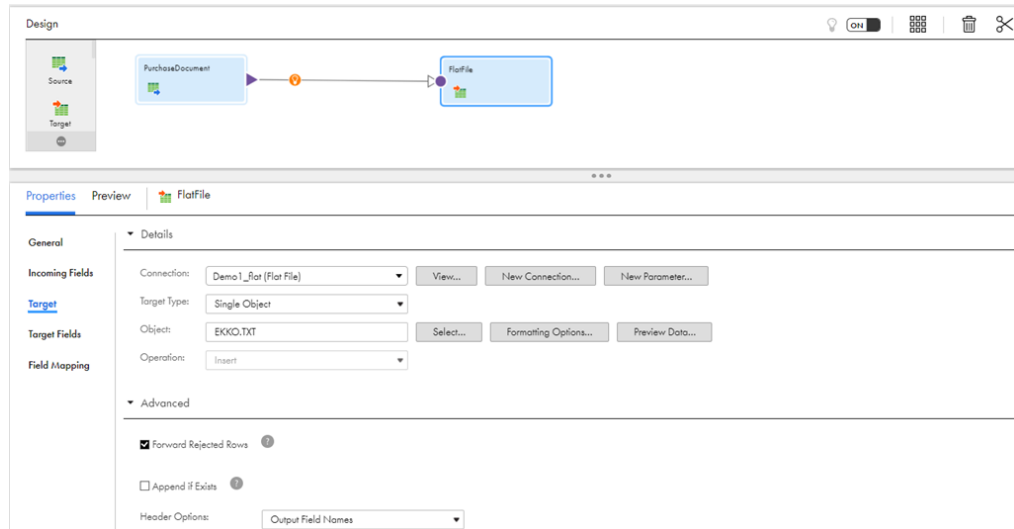 Design
ON
Source
Target
PurchaseDocument
FlatFile
Properties Preview FlatFile
General
Incoming Fields
Target
Target Fields
Field Mapping
Details
Connection: Demo1_flat (Flat File) View... New Connection... New Parameter...
Target Type: Single Object
Object: EKKO.TXT Select... Formatting Options... Preview Data...
Operation: Insert
Advanced
Forward Rejected Rows ?
Append if Exists ?
Header Options: Output Field Names